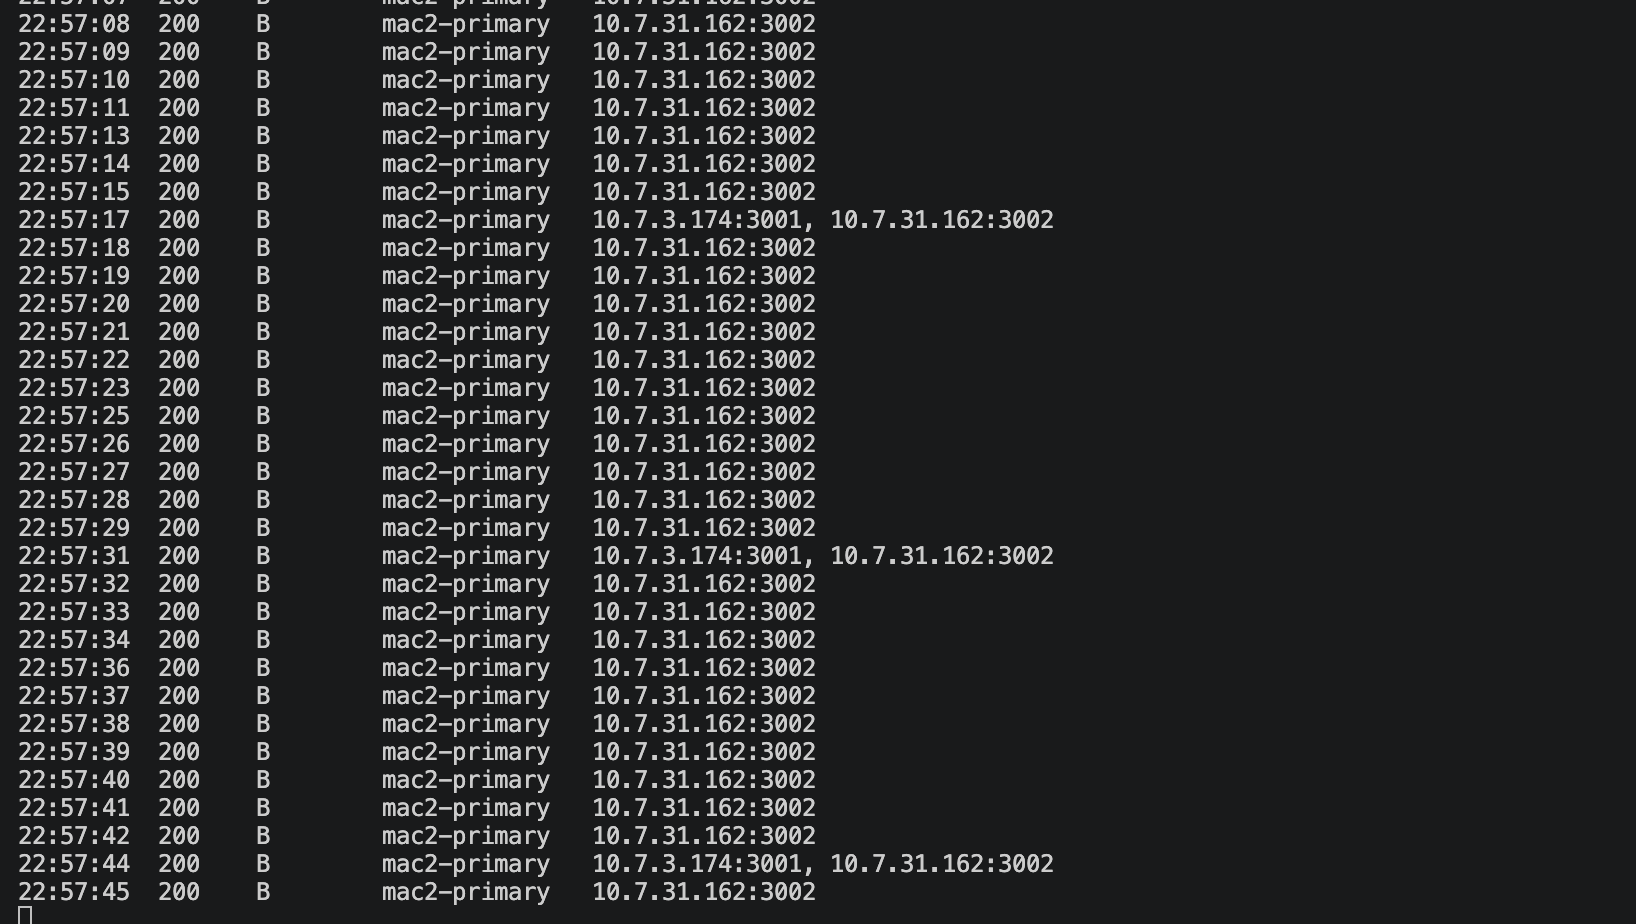 22:57:07 200 B mac2-primary 10.7.31.162:3002
22:57:08 200 B mac2-primary 10.7.31.162:3002
22:57:09 200 B mac2-primary 10.7.31.162:3002
22:57:10 200 B mac2-primary 10.7.31.162:3002
22:57:11 200 B mac2-primary 10.7.31.162:3002
22:57:13 200 B mac2-primary 10.7.31.162:3002
22:57:14 200 B mac2-primary 10.7.31.162:3002
22:57:15 200 B mac2-primary 10.7.31.162:3002
22:57:17 200 B mac2-primary 10.7.3.174:3001, 10.7.31.162:3002
22:57:18 200 B mac2-primary 10.7.31.162:3002
22:57:19 200 B mac2-primary 10.7.31.162:3002
22:57:20 200 B mac2-primary 10.7.31.162:3002
22:57:21 200 B mac2-primary 10.7.31.162:3002
22:57:22 200 B mac2-primary 10.7.31.162:3002
22:57:23 200 B mac2-primary 10.7.31.162:3002
22:57:25 200 B mac2-primary 10.7.31.162:3002
22:57:26 200 B mac2-primary 10.7.31.162:3002
22:57:27 200 B mac2-primary 10.7.31.162:3002
22:57:28 200 B mac2-primary 10.7.31.162:3002
22:57:29 200 B mac2-primary 10.7.31.162:3002
22:57:31 200 B mac2-primary 10.7.3.174:3001, 10.7.31.162:3002
22:57:32 200 B mac2-primary 10.7.31.162:3002
22:57:33 200 B mac2-primary 10.7.31.162:3002
22:57:34 200 B mac2-primary 10.7.31.162:3002
22:57:36 200 B mac2-primary 10.7.31.162:3002
22:57:37 200 B mac2-primary 10.7.31.162:3002
22:57:38 200 B mac2-primary 10.7.31.162:3002
22:57:39 200 B mac2-primary 10.7.31.162:3002
22:57:40 200 B mac2-primary 10.7.31.162:3002
22:57:41 200 B mac2-primary 10.7.31.162:3002
22:57:42 200 B mac2-primary 10.7.31.162:3002
22:57:44 200 B mac2-primary 10.7.3.174:3001, 10.7.31.162:3002
22:57:45 200 B mac2-primary 10.7.31.162:3002